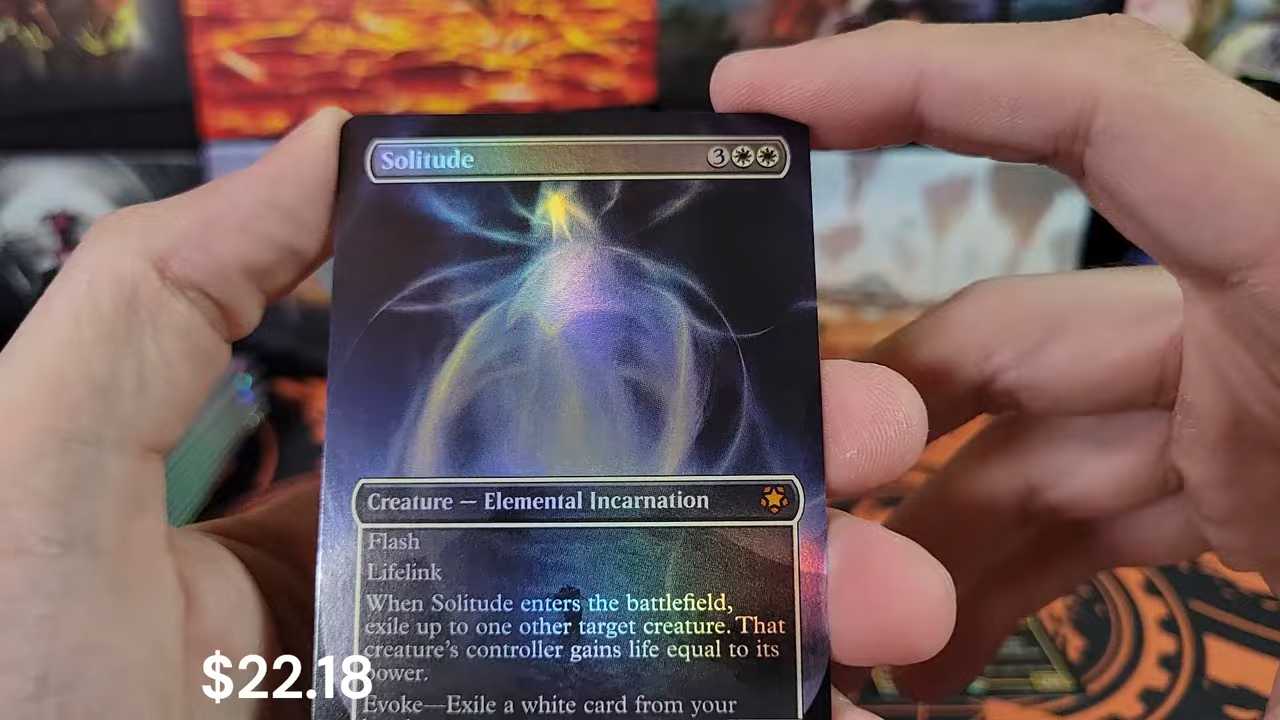 Solitude 3
Creature — Elemental Incarnation
Flash
Lifelink
When Solitude enters the battlefield,
exile up to one other target creature. That
creature's controller gains life equal to its
power.
$22.18
Evoke—Exile a white card from your